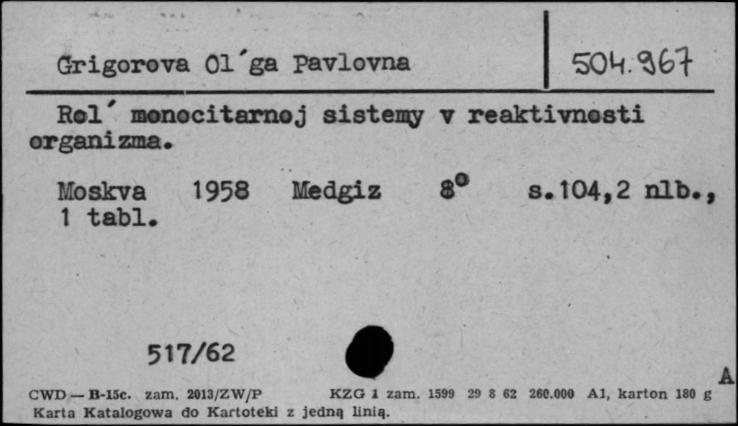 Grigorova Ol´ga Pavlovna
504.967
Rol´ monocitarnoj sistemy v reaktivnosti
organizma.
Moskva 1958 Medgiz 8° s.104,2 nlb.,
1 tabl.
517/62
A
CWD — B-15c. zam. 2013/ZW/P KZG 1 zam. 1599 29 8 62 260.000 A1, karton 180 g
Karta Katalogowa do Kartoteki z jedną linią.